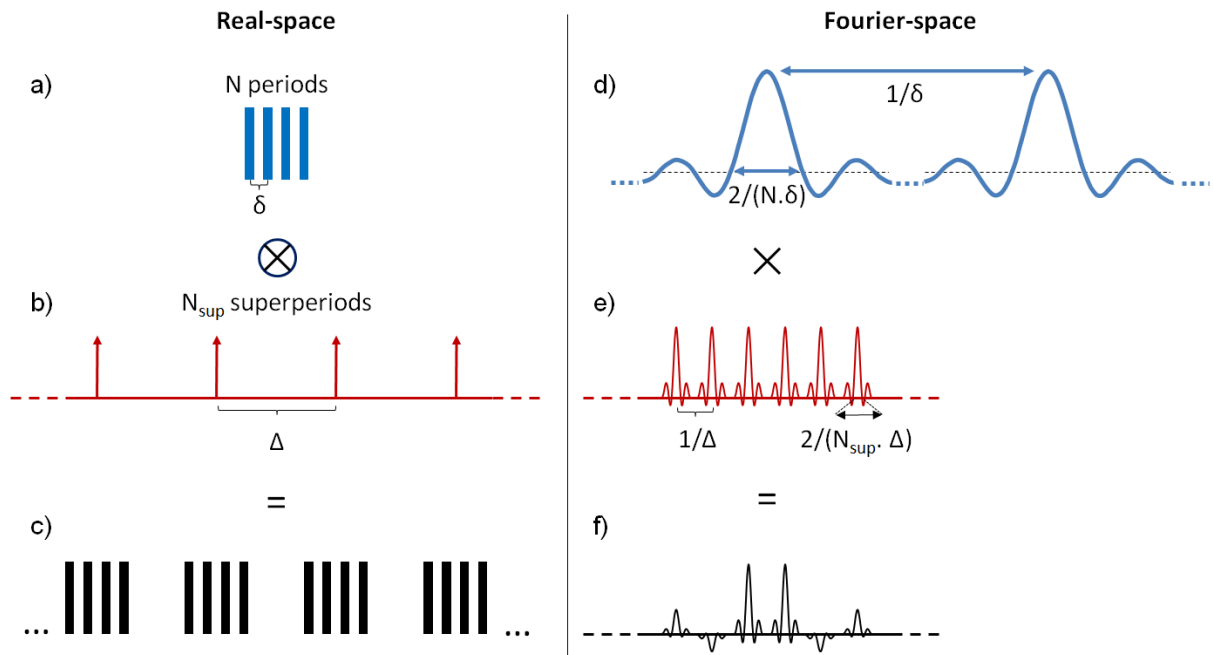 Real-space
Fourier-space
a)
N periods
δ
b)
N_sup superperiods
Δ
=
c)
... ...
d)
1/δ
2/(N.δ)
×
e)
1/Δ
2/(N_sup. Δ)
=
f)